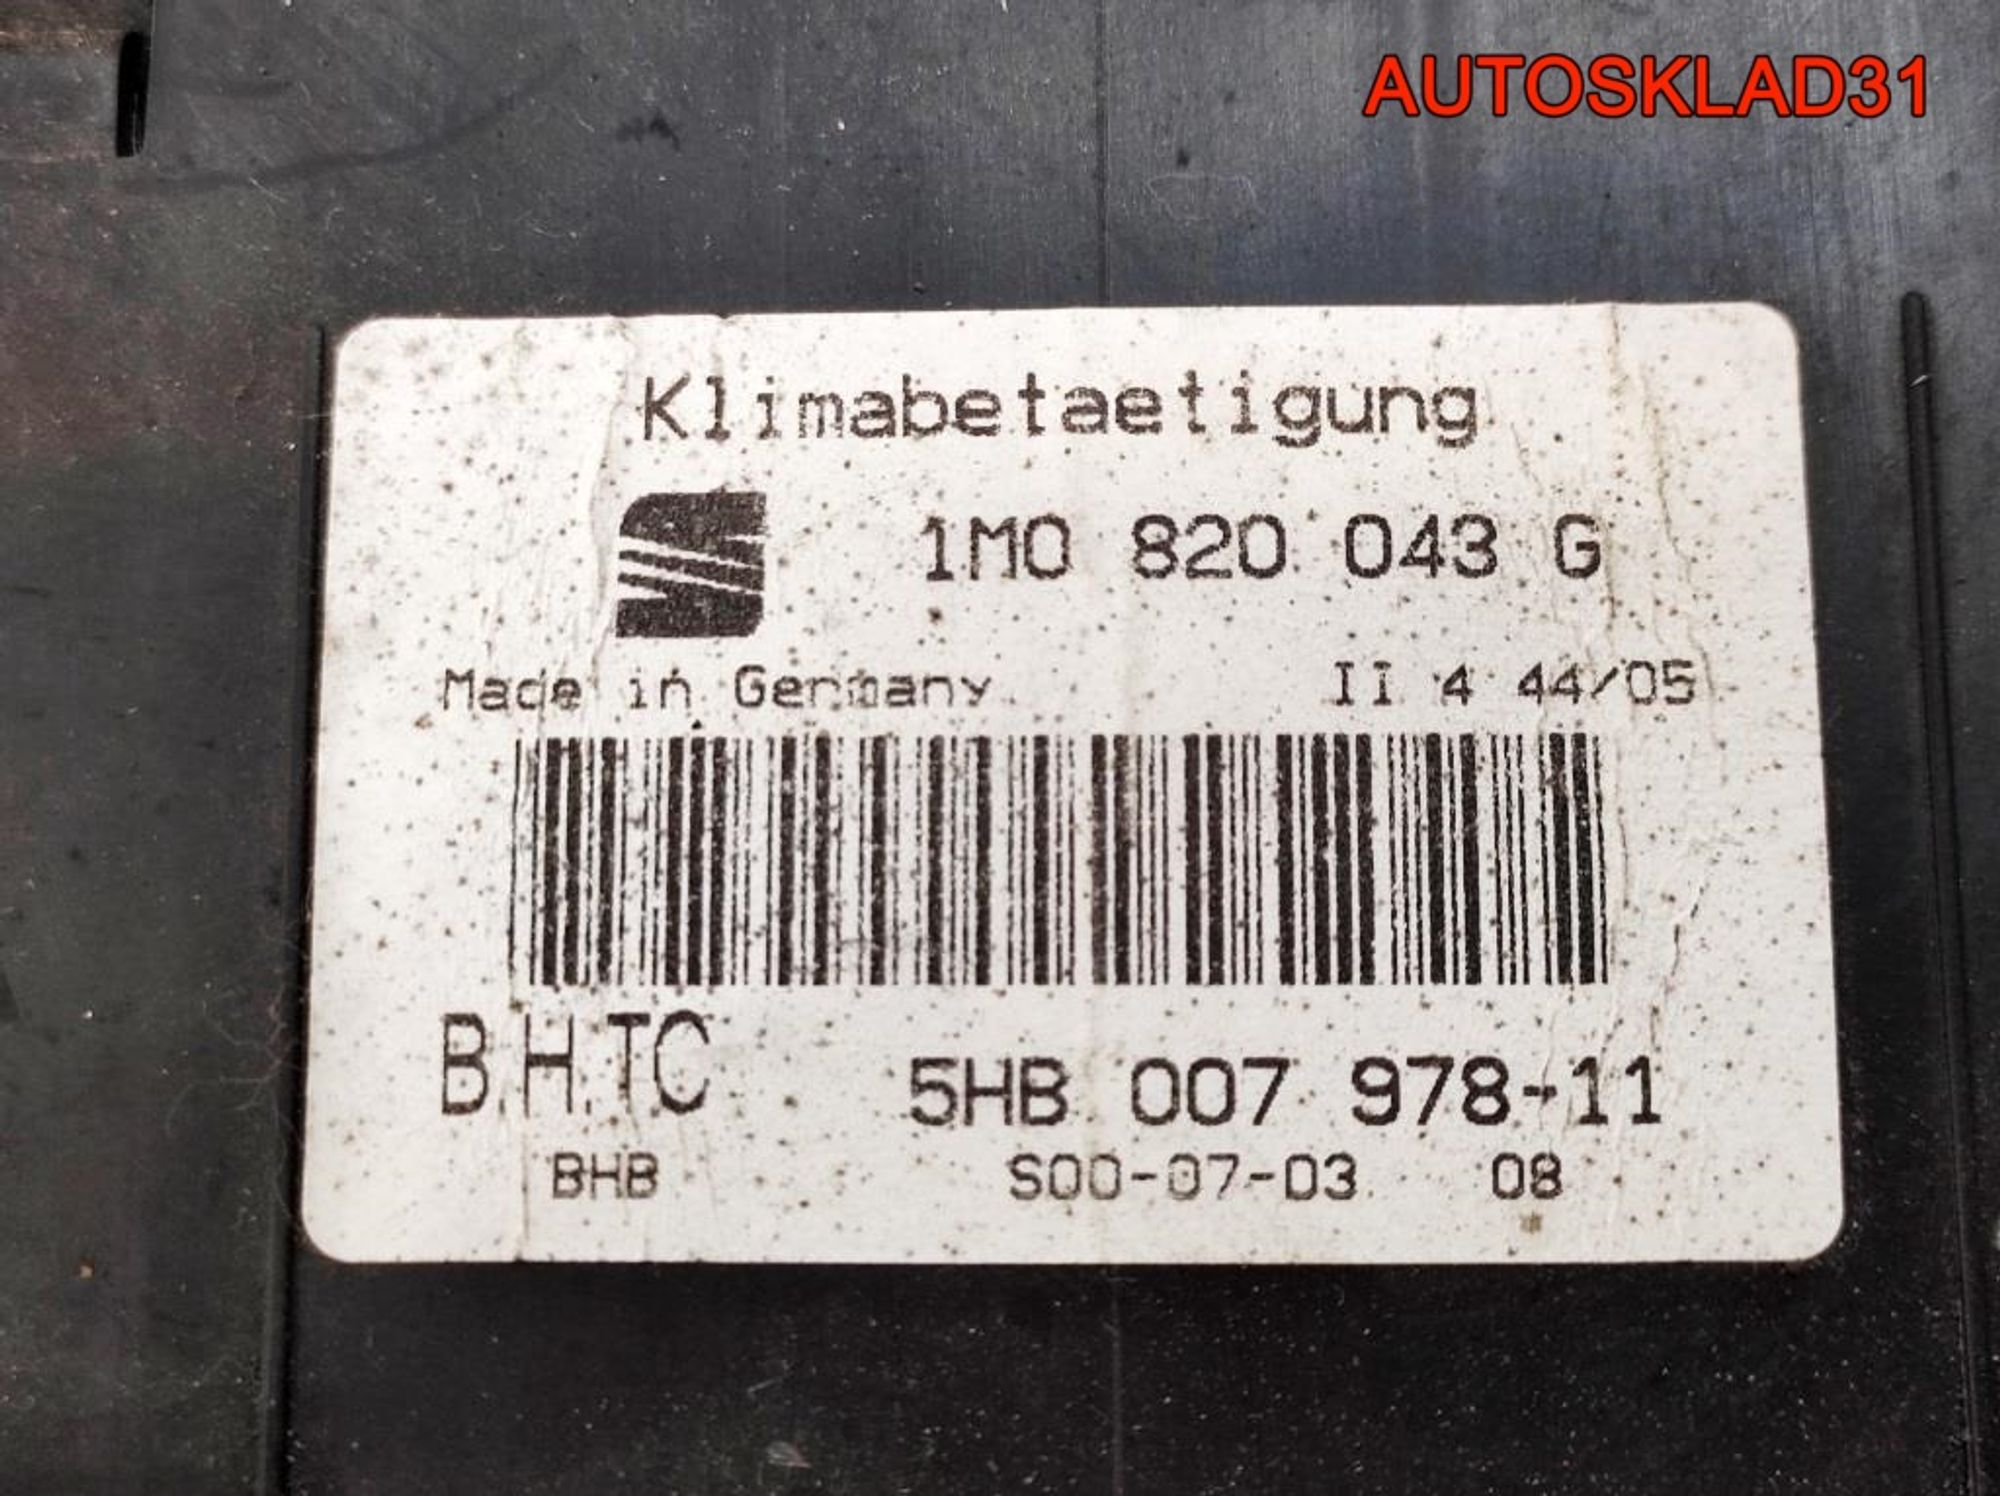 AUTOSKLAD31
Klimabetaetigung
1M0 820 043 G
Made in Germany II 4 44/05
B.H.TC 5HB 007 978-11
BHB S00-07-03 08